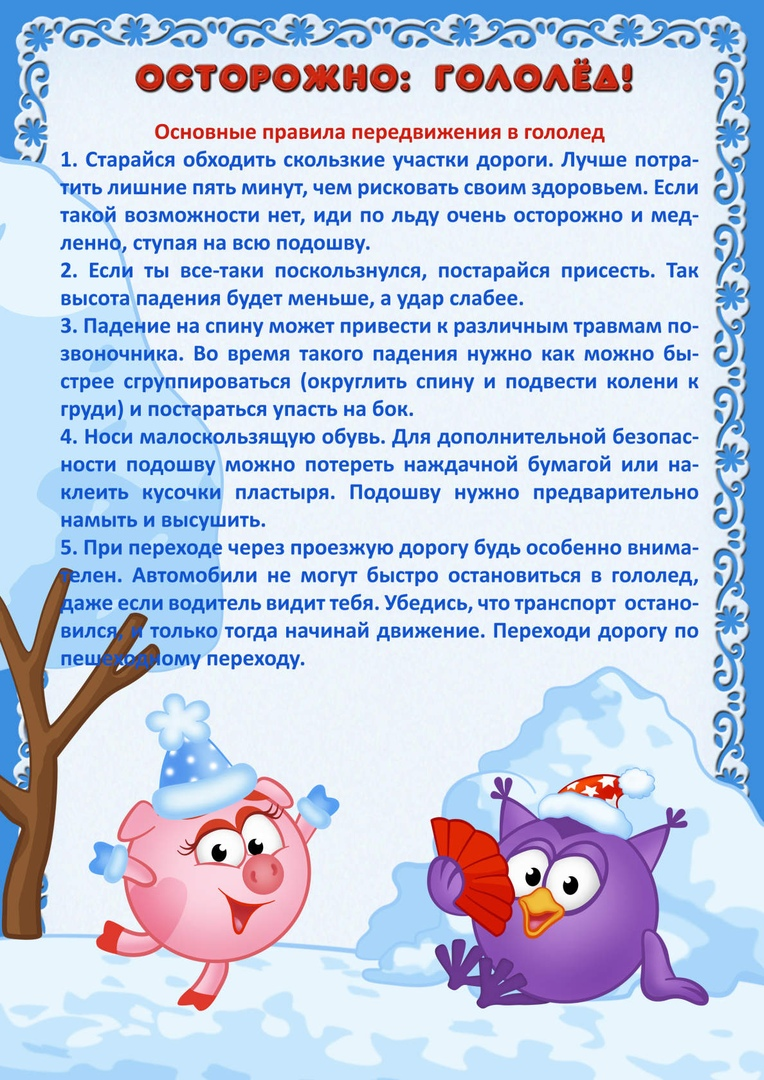 ОСТОРОЖНО: ГОЛОЛЁД!
Основные правила передвижения в гололед
1. Старайся обходить скользкие участки дороги. Лучше потра-
тить лишние пять минут, чем рисковать своим здоровьем. Если
такой возможности нет, иди по льду очень осторожно и мед-
ленно, ступая на всю подошву.
2. Если ты все-таки поскользнулся, постарайся присесть. Так
высота падения будет меньше, а удар слабее.
3. Падение на спину может привести к различным травмам по-
звоночника. Во время такого падения нужно как можно бы-
стрее сгруппироваться (округлить спину и подвести колени к
груди) и постараться упасть на бок.
4. Носи малоскользящую обувь. Для дополнительной безопас-
ности подошву можно потереть наждачной бумагой или на-
клеить кусочки пластыря. Подошву нужно предварительно
намыть и высушить.
5. При переходе через проезжую дорогу будь особенно внима-
телен. Автомобили не могут быстро остановиться в гололед,
даже если водитель видит тебя. Убедись, что транспорт остано-
вился, и только тогда начинай движение. Переходи дорогу по
пешеходному переходу.